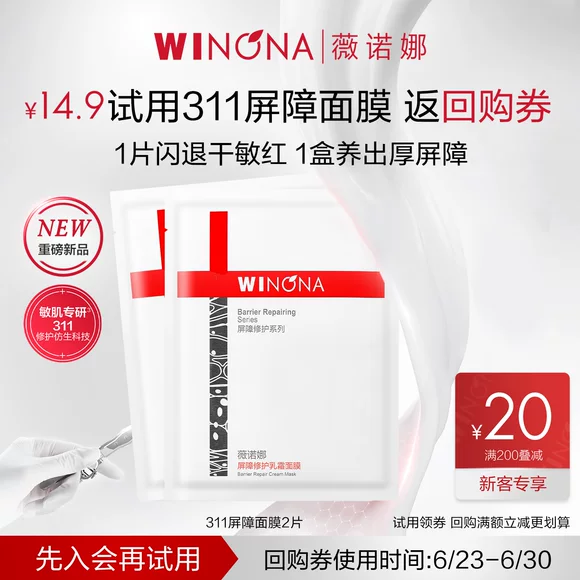 WINONA 薇诺娜
¥14.9试用311屏障面膜 返回购券
1片闪退干敏红 1盒养出厚屏障
NEW
重磅新品
敏肌专研
311
修护仿生科技
WINONA
Barrier Repairing
Series
屏障修护系列
薇诺娜
屏障修护乳霜面膜
Barrier Repair Cream Mask
¥20
满200叠减
新客专享
311屏障面膜2片
试用领券 回购满额立减更划算
先入会再试用
回购券使用时间:6/23-6/30